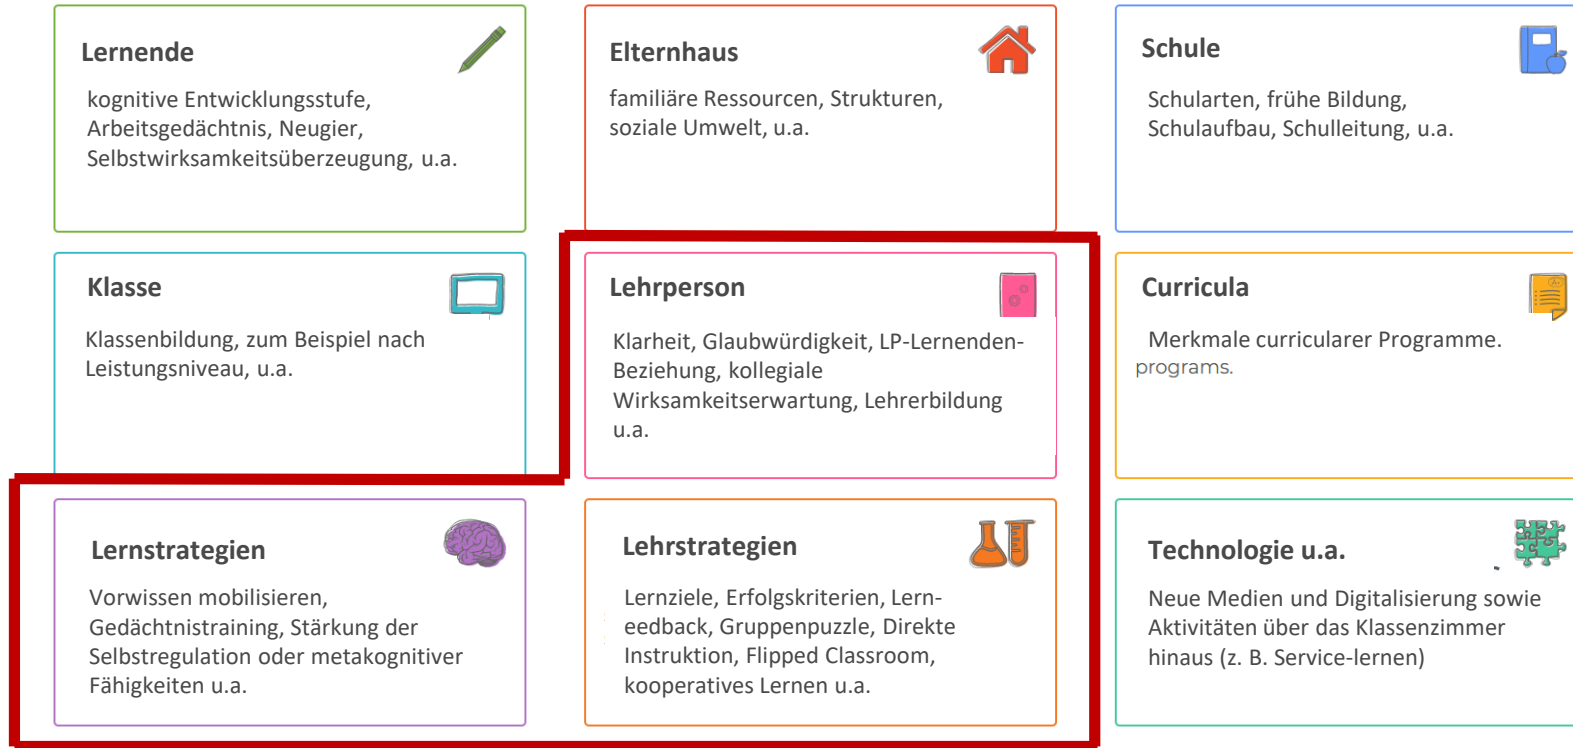 Lernende
kognitive Entwicklungsstufe,
Arbeitsgedächtnis, Neugier,
Selbstwirksamkeitsüberzeugung, u.a.
Elternhaus
familiäre Ressourcen, Strukturen,
soziale Umwelt, u.a.
Schule
Schularten, frühe Bildung,
Schulaufbau, Schulleitung, u.a.
Klasse
Klassenbildung, zum Beispiel nach
Leistungsniveau, u.a.
Lehrperson
Klarheit, Glaubwürdigkeit, LP-Lernenden-
Beziehung, kollegiale
Wirksamkeitserwartung, Lehrerbildung
u.a.
Curricula
Merkmale curricularer Programme.
programs.
Lernstrategien
Vorwissen mobilisieren,
Gedächtnistraining, Stärkung der
Selbstregulation oder metakognitiver
Fähigkeiten u.a.
Lehrstrategien
Lernziele, Erfolgskriterien, Lern-
eedback, Gruppenpuzzle, Direkte
Instruktion, Flipped Classroom,
kooperatives Lernen u.a.
Technologie u.a.
Neue Medien und Digitalisierung sowie
Aktivitäten über das Klassenzimmer
hinaus (z. B. Service-lernen)